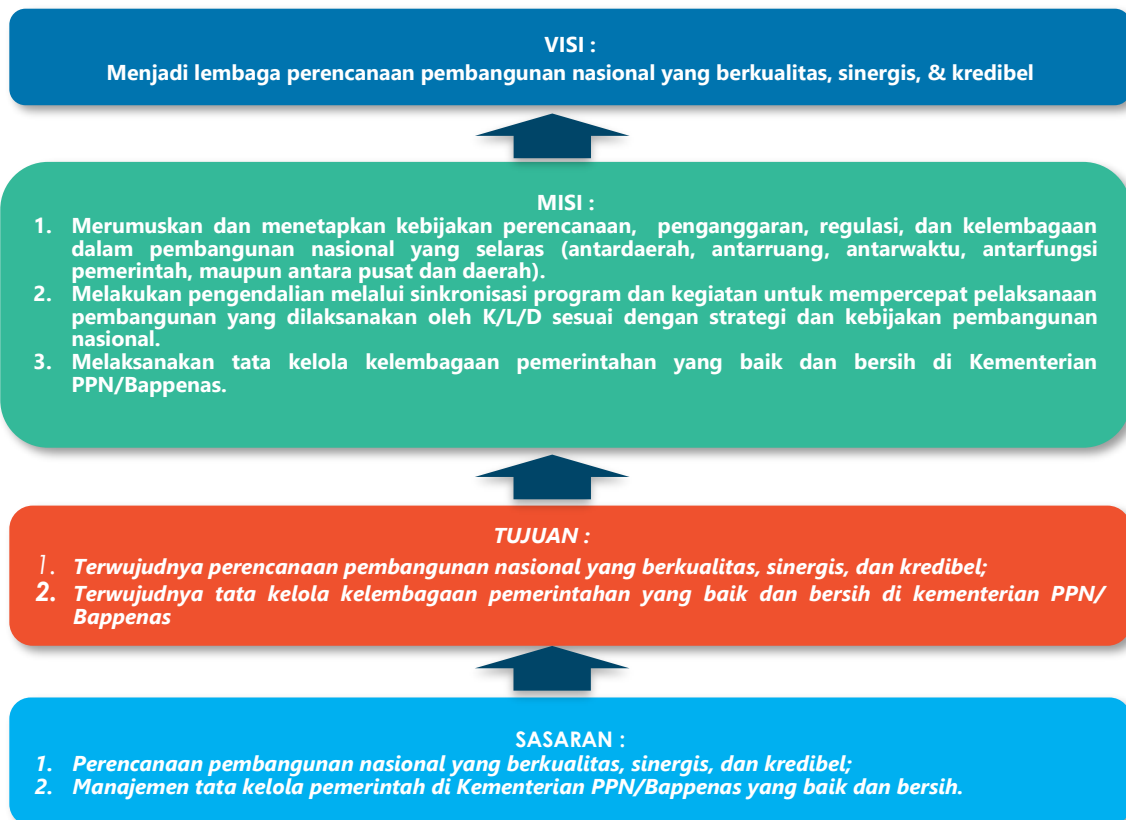 VISI :
Menjadi lembaga perencanaan pembangunan nasional yang berkualitas, sinergis, & kredibel
MISI :
1. Merumuskan dan menetapkan kebijakan perencanaan, penganggaran, regulasi, dan kelembagaan
dalam pembangunan nasional yang selaras (antardaerah, antarruang, antarwaktu, antarfungsi
pemerintah, maupun antara pusat dan daerah).
2. Melakukan pengendalian melalui sinkronisasi program dan kegiatan untuk mempercepat pelaksanaan
pembangunan yang dilaksanakan oleh K/L/D sesuai dengan strategi dan kebijakan pembangunan
nasional.
3. Melaksanakan tata kelola kelembagaan pemerintahan yang baik dan bersih di Kementerian
PPN/Bappenas.
TUJUAN :
1. Terwujudnya perencanaan pembangunan nasional yang berkualitas, sinergis, dan kredibel;
2. Terwujudnya tata kelola kelembagaan pemerintahan yang baik dan bersih di kementerian PPN/
Bappenas
SASARAN :
1. Perencanaan pembangunan nasional yang berkualitas, sinergis, dan kredibel;
2. Manajemen tata kelola pemerintah di Kementerian PPN/Bappenas yang baik dan bersih.